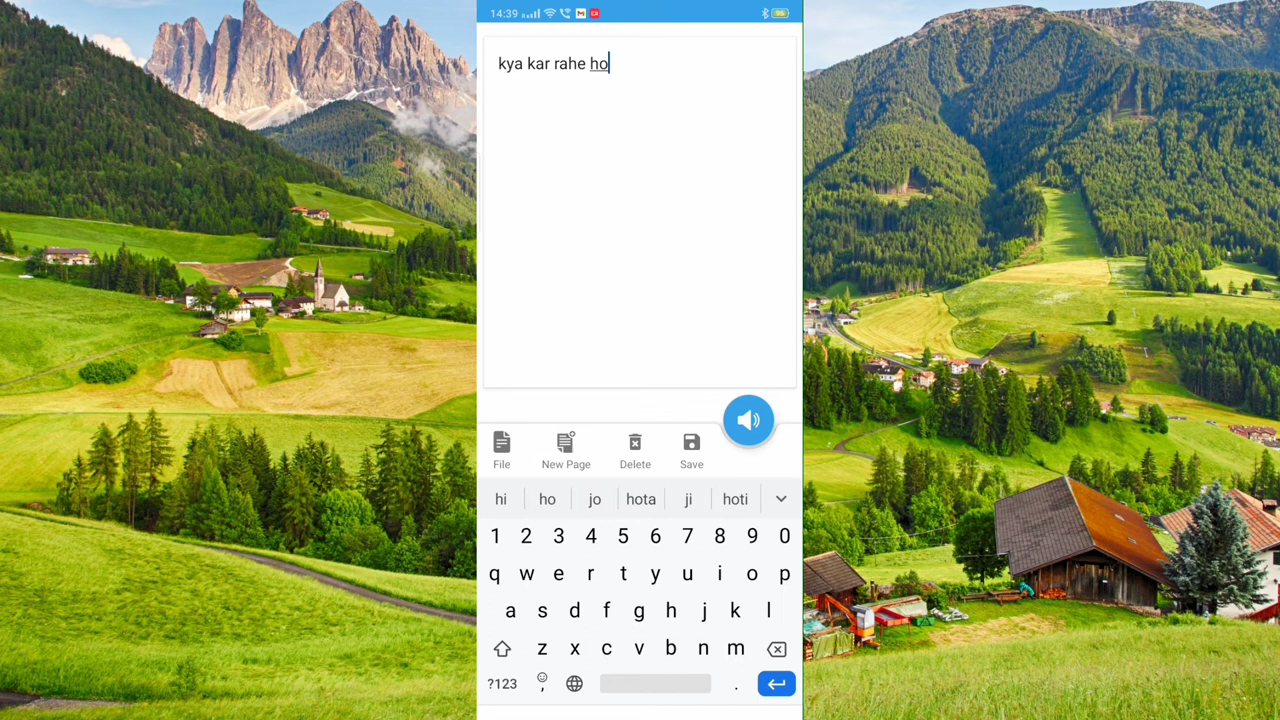 14:39
kya kar rahe ho
File New Page Delete Save
hi ho jo hota ji hoti
1 2 3 4 5 6 7 8 9 0
q w e r t y u i o p
a s d f g h j k l
z x c v b n m
?123 , .